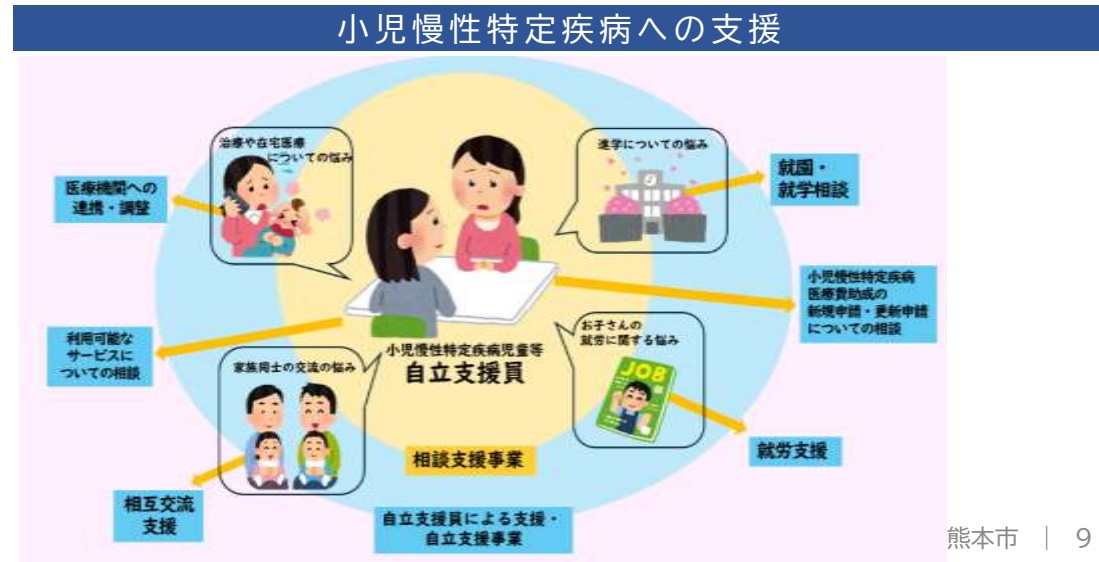 小児慢性特定疾病への支援
治療や在宅医療
についての悩み
進学についての悩み
医療機関への
連携・調整
就園・
就学相談
小児慢性特定疾病
医療費助成の
新規申請・更新申請
についての相談
利用可能な
サービスに
ついての相談
小児慢性特定疾病児童等
自立支援員
お子さんの
就労に関する悩み
JOB
家族同士の交流の悩み
就労支援
相談支援事業
相互交流
支援
自立支援員による支援・
自立支援事業
熊本市 | 9